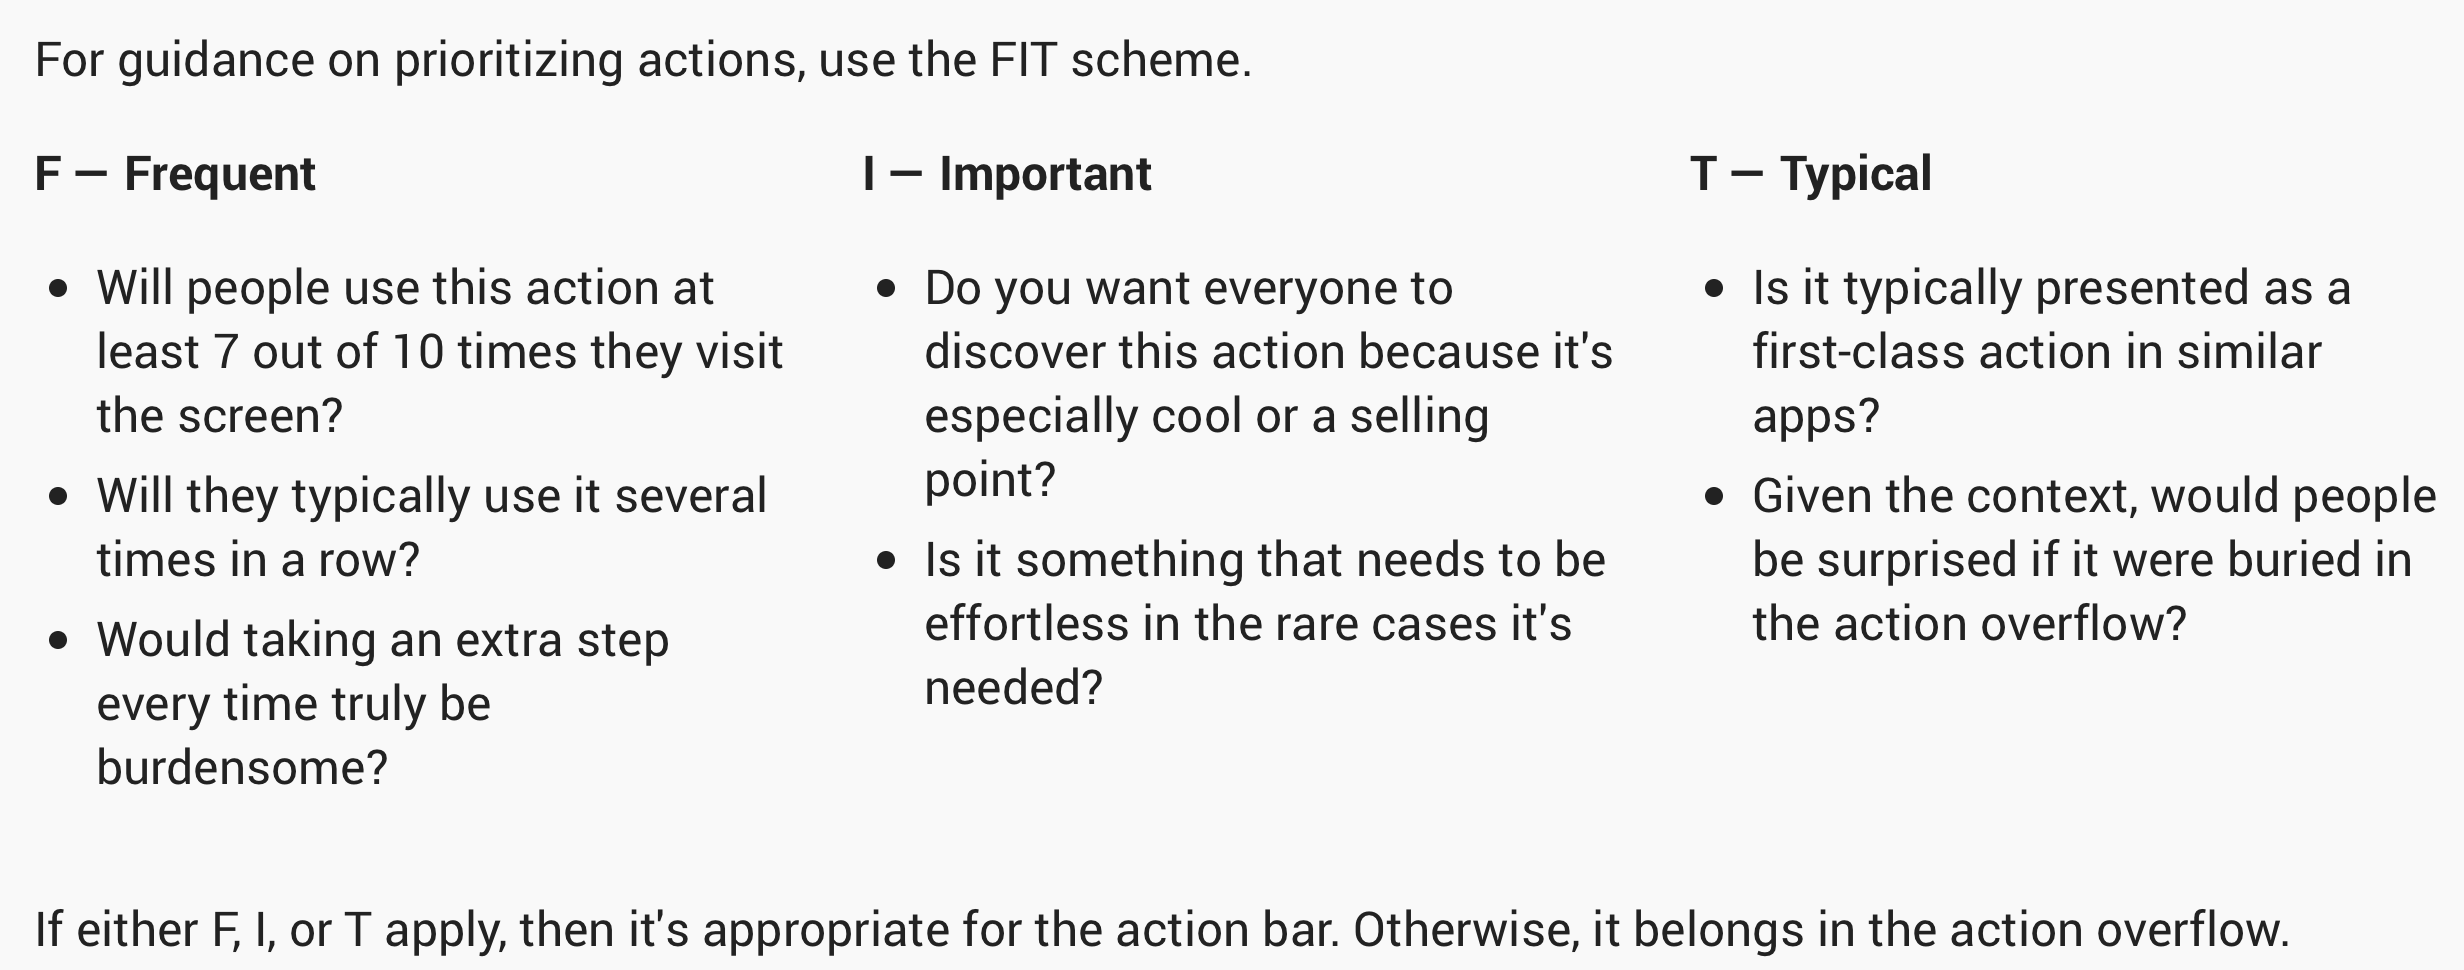 For guidance on prioritizing actions, use the FIT scheme.
F — Frequent
• Will people use this action at
least 7 out of 10 times they visit
the screen?
• Will they typically use it several
times in a row?
• Would taking an extra step
every time truly be
burdensome?
I — Important
• Do you want everyone to
discover this action because it's
especially cool or a selling
point?
• Is it something that needs to be
effortless in the rare cases it's
needed?
T — Typical
• Is it typically presented as a
first-class action in similar
apps?
• Given the context, would people
be surprised if it were buried in
the action overflow?
If either F, I, or T apply, then it's appropriate for the action bar. Otherwise, it belongs in the action overflow.